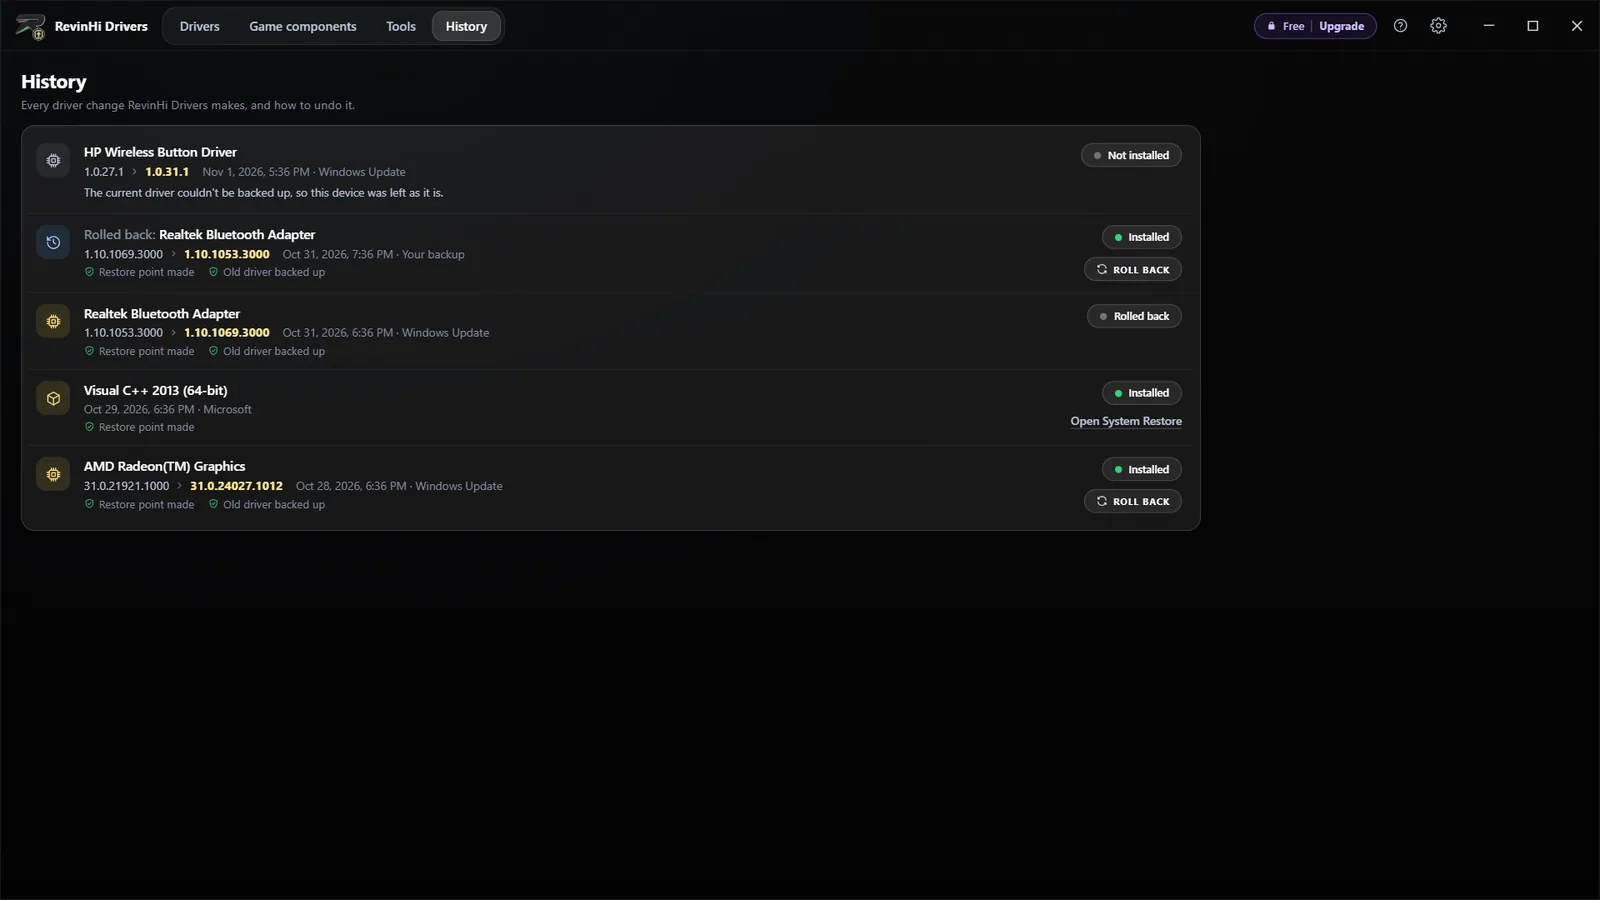 RevinHi Drivers
Drivers
Game components
Tools
History
Free | Upgrade
History
Every driver change RevinHi Drivers makes, and how to undo it.
HP Wireless Button Driver
Not installed
1.0.27.1 › 1.0.31.1 Nov 1, 2026, 5:36 PM · Windows Update
The current driver couldn't be backed up, so this device was left as it is.
Rolled back: Realtek Bluetooth Adapter
Installed
1.10.1069.3000 › 1.10.1053.3000 Oct 31, 2026, 7:36 PM · Your backup
Restore point made Old driver backed up
ROLL BACK
Realtek Bluetooth Adapter
Rolled back
1.10.1053.3000 › 1.10.1069.3000 Oct 31, 2026, 6:36 PM · Windows Update
Restore point made Old driver backed up
Visual C++ 2013 (64-bit)
Installed
Oct 29, 2026, 6:36 PM · Microsoft
Open System Restore
Restore point made
AMD Radeon(TM) Graphics
Installed
31.0.21921.1000 › 31.0.24027.1012 Oct 28, 2026, 6:36 PM · Windows Update
Restore point made Old driver backed up
ROLL BACK